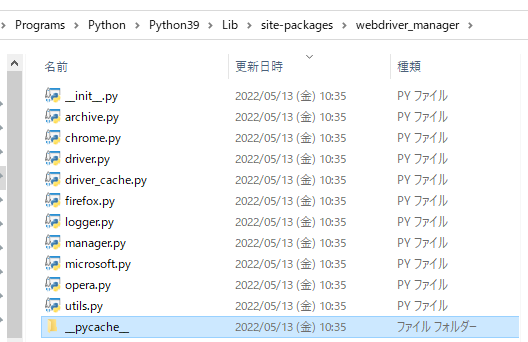 Programs > Python > Python39 > Lib > site-packages > webdriver_manager >
名前 更新日時 種類
__init__.py 2022/05/13 (金) 10:35 PY ファイル
archive.py 2022/05/13 (金) 10:35 PY ファイル
chrome.py 2022/05/13 (金) 10:35 PY ファイル
driver.py 2022/05/13 (金) 10:35 PY ファイル
driver_cache.py 2022/05/13 (金) 10:35 PY ファイル
firefox.py 2022/05/13 (金) 10:35 PY ファイル
logger.py 2022/05/13 (金) 10:35 PY ファイル
manager.py 2022/05/13 (金) 10:35 PY ファイル
microsoft.py 2022/05/13 (金) 10:35 PY ファイル
opera.py 2022/05/13 (金) 10:35 PY ファイル
utils.py 2022/05/13 (金) 10:35 PY ファイル
__pycache__ 2022/05/13 (金) 10:35 ファイル フォルダー